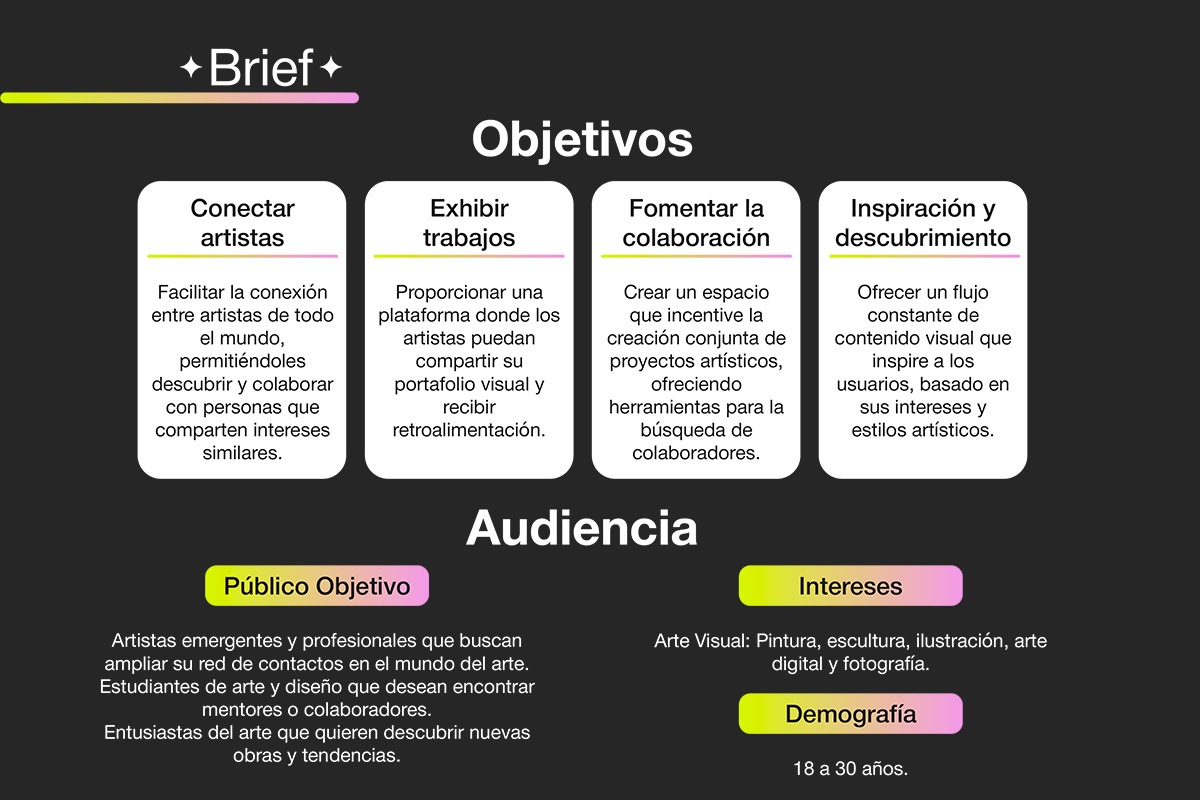 Brief
Objetivos
Conectar
artistas
Facilitar la conexión
entre artistas de todo
el mundo,
permitiéndoles
descubrir y colaborar
con personas que
comparten intereses
similares.
Exhibir
trabajos
Proporcionar una
plataforma donde los
artistas puedan
compartir su
portafolio visual y
recibir
retroalimentación.
Fomentar la
colaboración
Crear un espacio
que incentive la
creación conjunta de
proyectos artísticos,
ofreciendo
herramientas para la
búsqueda de
colaboradores.
Inspiración y
descubrimiento
Ofrecer un flujo
constante de
contenido visual que
inspire a los
usuarios, basado en
sus intereses y
estilos artísticos.
Audiencia
Público Objetivo
Artistas emergentes y profesionales que buscan
ampliar su red de contactos en el mundo del arte.
Estudiantes de arte y diseño que desean encontrar
mentores o colaboradores.
Entusiastas del arte que quieren descubrir nuevas
obras y tendencias.
Intereses
Arte Visual: Pintura, escultura, ilustración, arte
digital y fotografía.
Demografía
18 a 30 años.